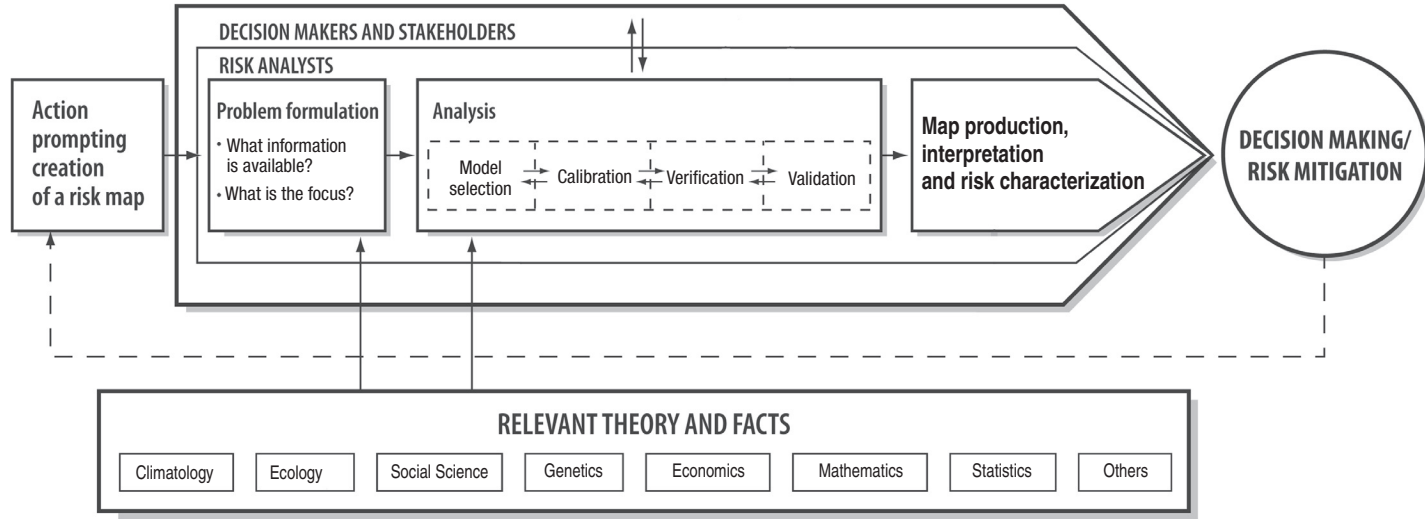 DECISION MAKERS AND STAKEHOLDERS
RISK ANALYSTS
Action
prompting
creation
of a risk map
Problem formulation
• What information
is available?
• What is the focus?
Analysis
Model
selection
Calibration
Verification
Validation
Map production,
interpretation
and risk characterization
DECISION MAKING/
RISK MITIGATION
RELEVANT THEORY AND FACTS
Climatology
Ecology
Social Science
Genetics
Economics
Mathematics
Statistics
Others